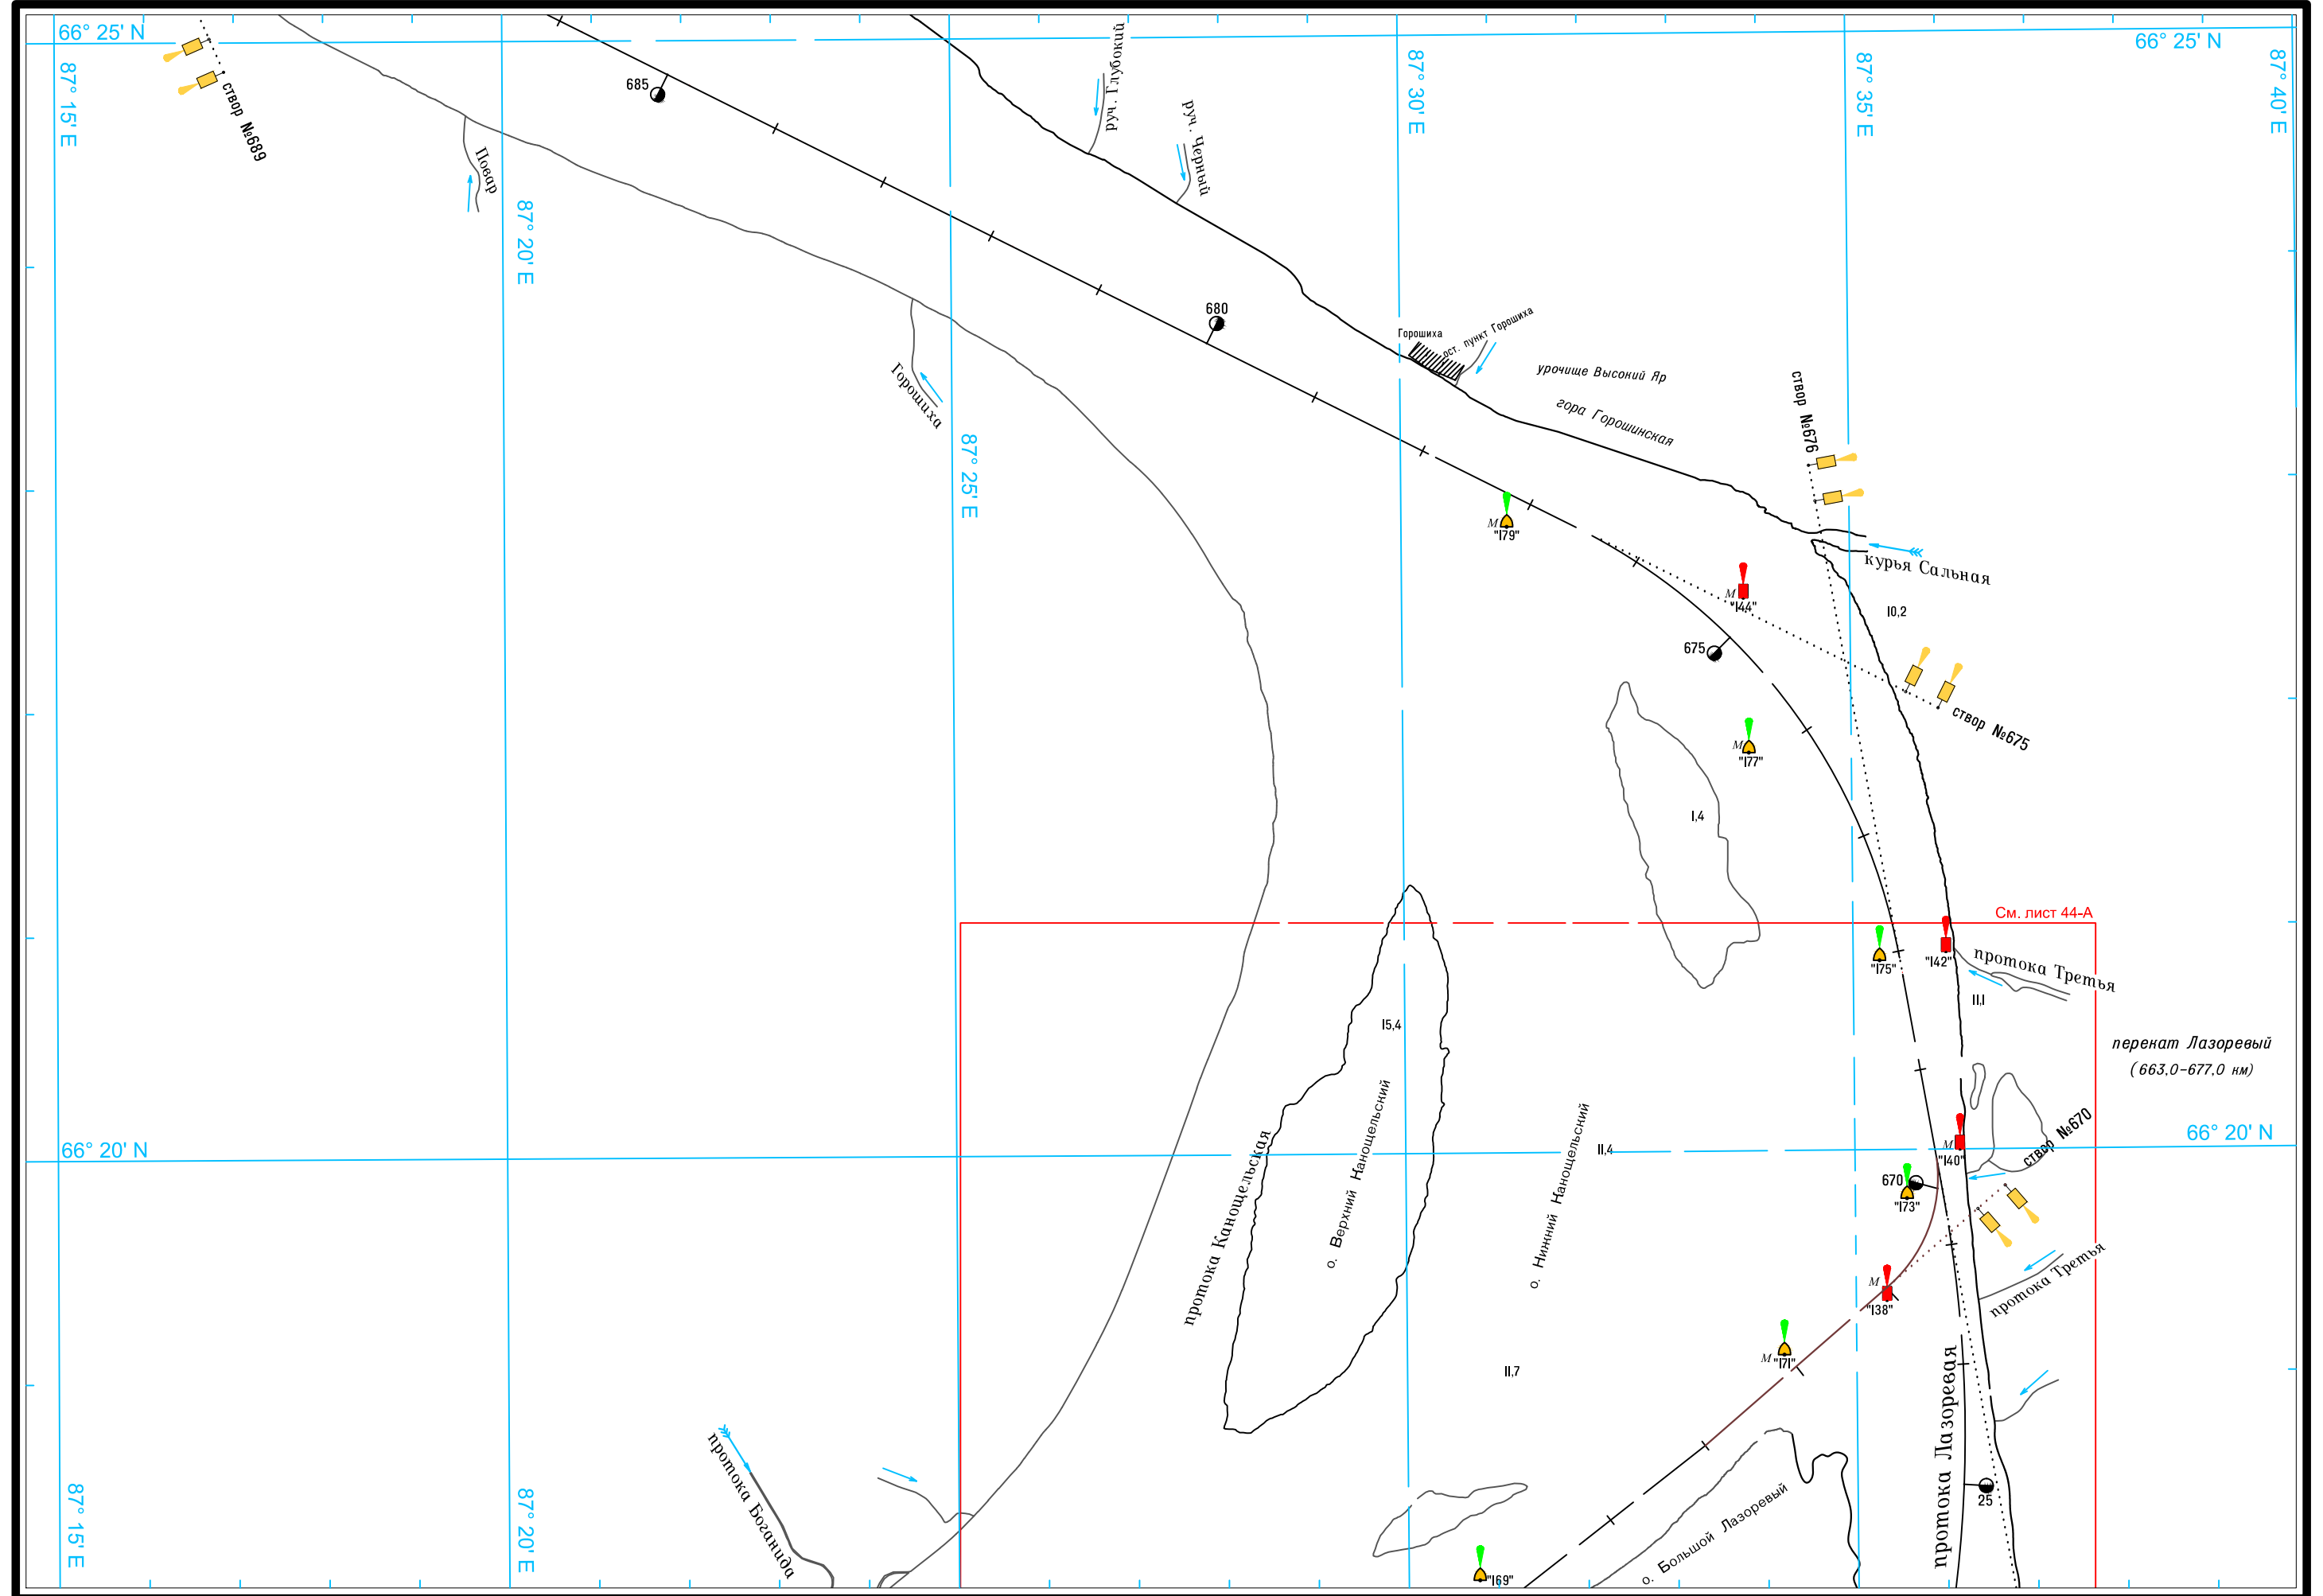 66° 25' N
66° 25' N
87° 15' E
87° 20' E
87° 25' E
87° 30' E
87° 35' E
87° 40' E
створ №689
685
руч. Глубокий
руч. Черный
Повар
680
Горошиха
ост. пункт Горошиха
Горошиха
урочище Высокий Яр
гора Горошинская
створ №676
М
"179"
курья Сальная
М
"144"
10,2
675
створ №675
М
"177"
1,4
См. лист 44-А
"175"
"142"
протока Третья
11,1
15,4
перекат Лазоревый
(663,0-677,0 км)
66° 20' N
66° 20' N
протока Канощельская
о. Верхний Нанощельский
о. Нижний Нанощельский
11,4
М
"140"
створ №670
670
"173"
протока Третья
М
"138"
М
"171"
11,7
протока Лазоревая
25
протока Боганида
о. Большой Лазоревый
"169"
87° 15' E
87° 20' E